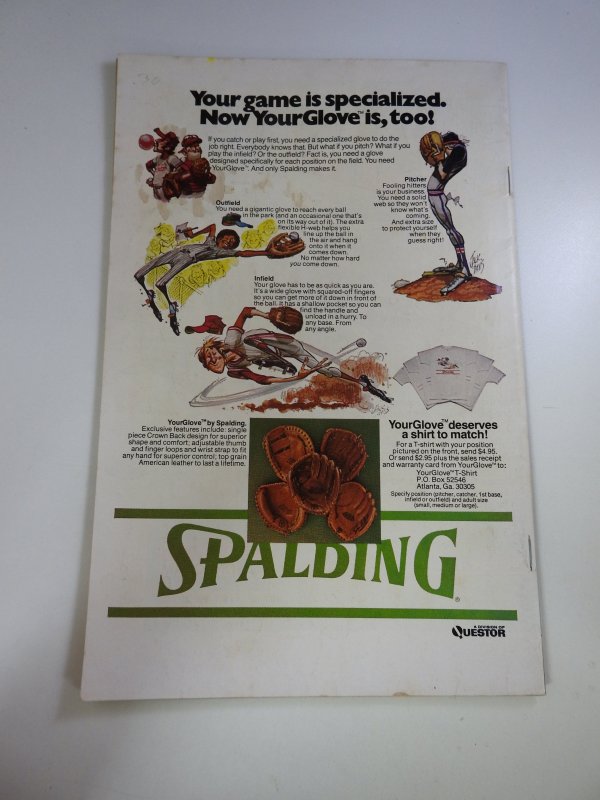 30
Your game is specialized.
Now YourGlove™ is, too!
If you catch or play first, you need a specialized glove to do the
job right. Everybody knows that. But what if you pitch? What if you
play the infield? Or the outfield? Fact is, you need a glove
designed specifically for each position on the field. You need
YourGlove™. And only Spalding makes it.
Outfield
You need a gigantic glove to reach every ball
in the park (and an occasional one that's
on its way out of it). The extra
flexible H-web helps you
line up the ball in
the air and hang
onto it when it
comes down.
No matter how hard
you come down.
Pitcher
Fooling hitters
is your business.
You need a solid
web so they won't
know what's
coming.
And extra size
to protect yourself
when they
guess right!
Infield
Your glove has to be as quick as you are.
It's a wide glove with squared-off fingers
so you can get more of it down in front of
the ball. It has a shallow pocket so you can
find the handle and
unload in a hurry. To
any base. From
any angle.
YourGlove™ by Spalding.
Exclusive features include: single
piece Crown Back design for superior
shape and comfort; adjustable thumb
and finger loops and wrist strap to fit
any hand for superior control; top grain
American leather to last a lifetime.
YourGlove™ deserves
a shirt to match!
For a T-shirt with your position
pictured on the front, send $4.95.
Or send $2.95 plus the sales receipt
and warranty card from YourGlove™ to:
YourGlove™ T-Shirt
P.O. Box 52546
Atlanta, Ga. 30305
Specify position (pitcher, catcher, 1st base,
infield or outfield) and adult size
(small, medium or large).
SPALDING®
A DIVISION OF
QUESTOR